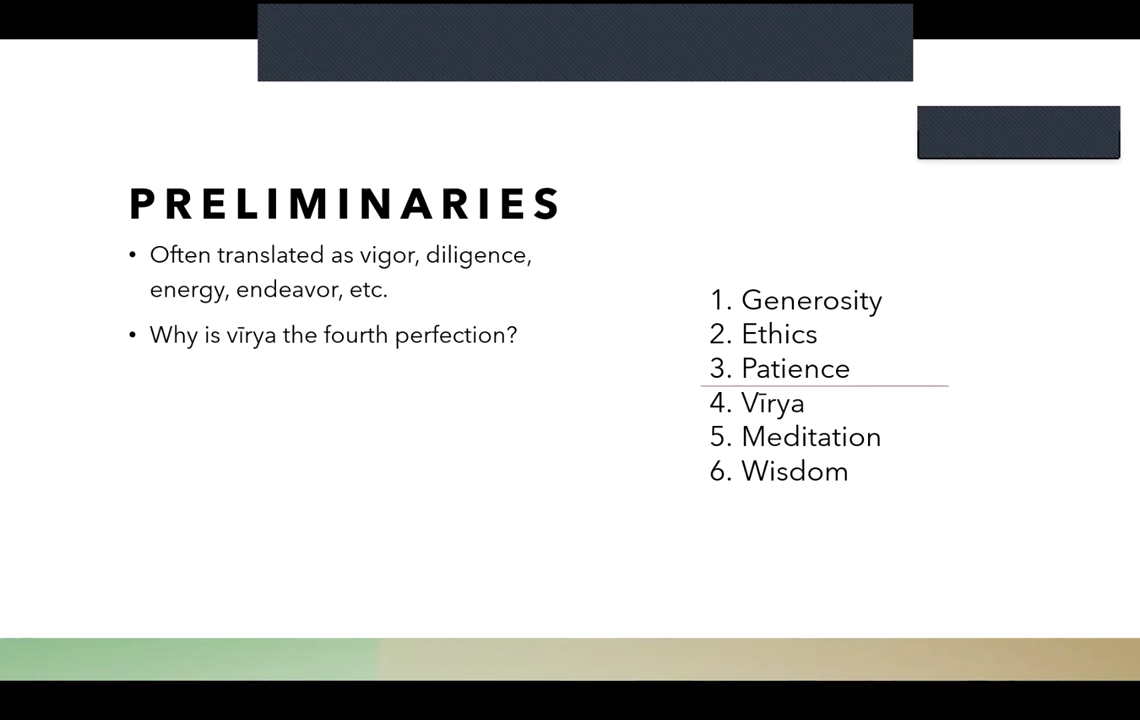 PRELIMINARIES
• Often translated as vigor, diligence,
energy, endeavor, etc.
• Why is vīrya the fourth perfection?
1. Generosity
2. Ethics
3. Patience
4. Vīrya
5. Meditation
6. Wisdom